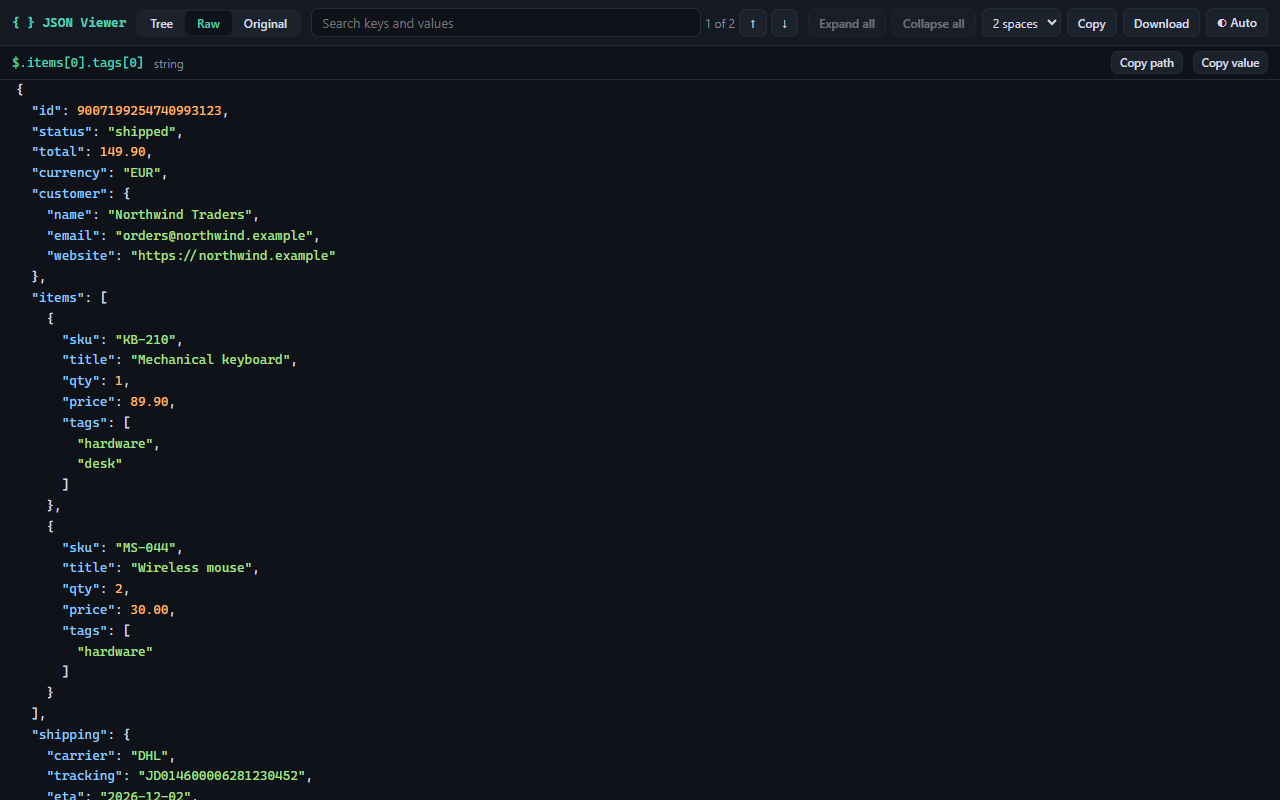 { } JSON Viewer Tree Raw Original Search keys and values 1 of 2 ↑ ↓ Expand all Collapse all 2 spaces Copy Download ◐ Auto
$.items[0].tags[0] string Copy path Copy value
{
  "id": 9007199254740993123,
  "status": "shipped",
  "total": 149.90,
  "currency": "EUR",
  "customer": {
    "name": "Northwind Traders",
    "email": "orders@northwind.example",
    "website": "https://northwind.example"
  },
  "items": [
    {
      "sku": "KB-210",
      "title": "Mechanical keyboard",
      "qty": 1,
      "price": 89.90,
      "tags": [
        "hardware",
        "desk"
      ]
    },
    {
      "sku": "MS-044",
      "title": "Wireless mouse",
      "qty": 2,
      "price": 30.00,
      "tags": [
        "hardware"
      ]
    }
  ],
  "shipping": {
    "carrier": "DHL",
    "tracking": "JD014600006281230452",
    "eta": "2026-12-02",